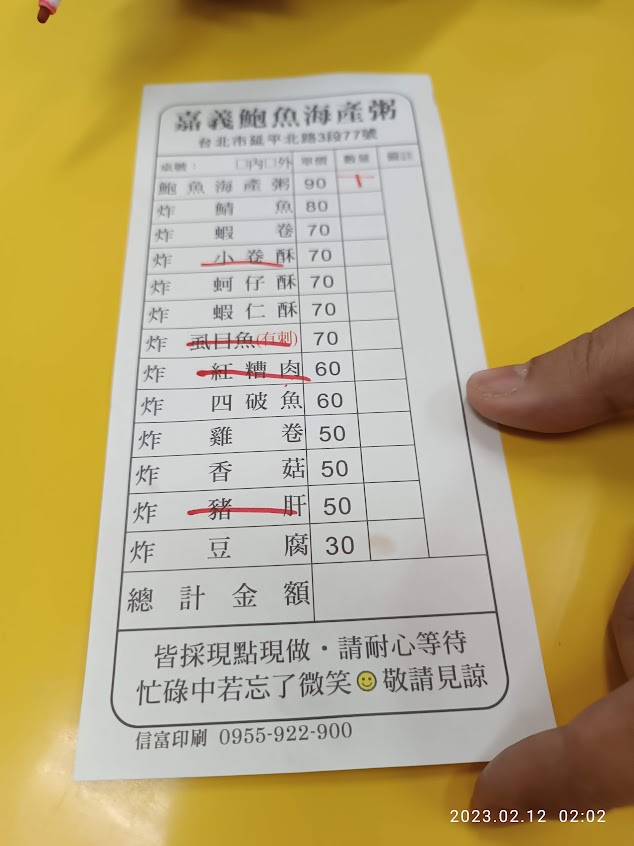 嘉義鮑魚海產粥
台北市延平北路3段77號
桌號： □內□外 單價 數量 備註
鮑魚海產粥 90
炸鯖魚 80
炸蝦卷 70
炸小卷酥 70
炸蚵仔酥 70
炸蝦仁酥 70
炸虱目魚(有刺) 70
炸紅糟肉 60
炸四破魚 60
炸雞卷 50
炸香菇 50
炸豬肝 50
炸豆腐 30
總計金額
皆採現點現做・請耐心等待
忙碌中若忘了微笑☺敬請見諒
信富印刷 0955-922-900
2023.02.12 02:02